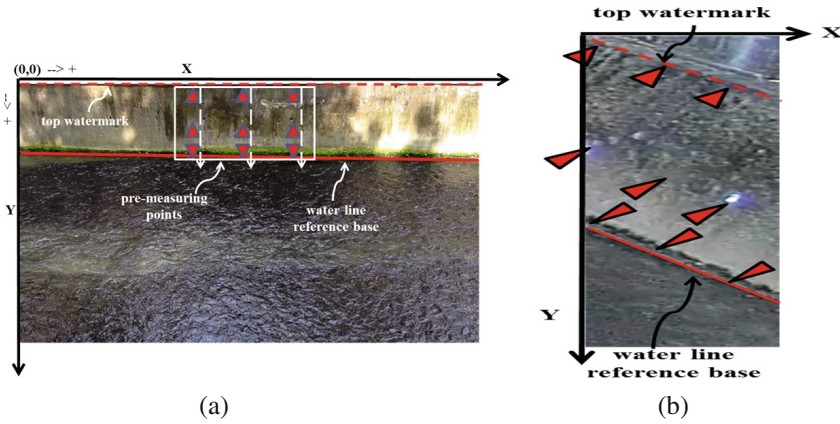 (0,0) --> +
X
--> +
top watermark
pre-measuring
points
water line
reference base
Y
(a)
top watermark
X
Y
water line
reference base
(b)